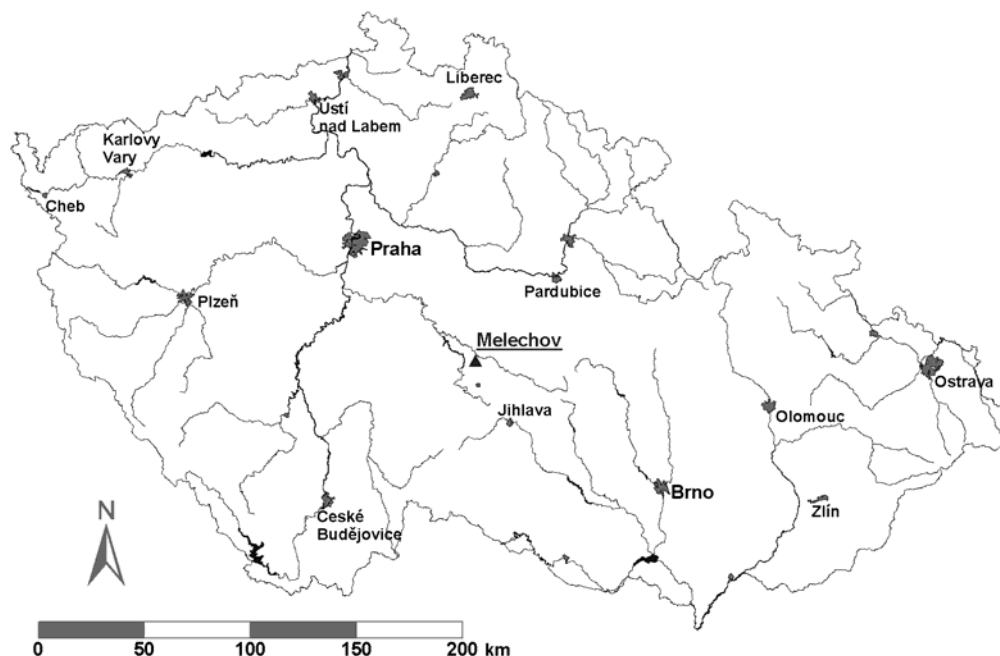 Liberec
Ústí
nad Labem
Karlovy
Vary
Cheb
Praha
Pardubice
Plzeň
Melechov
Ostrava
Jihlava
Olomouc
Brno
Zlín
České
Budějovice
N
0 50 100 150 200 km